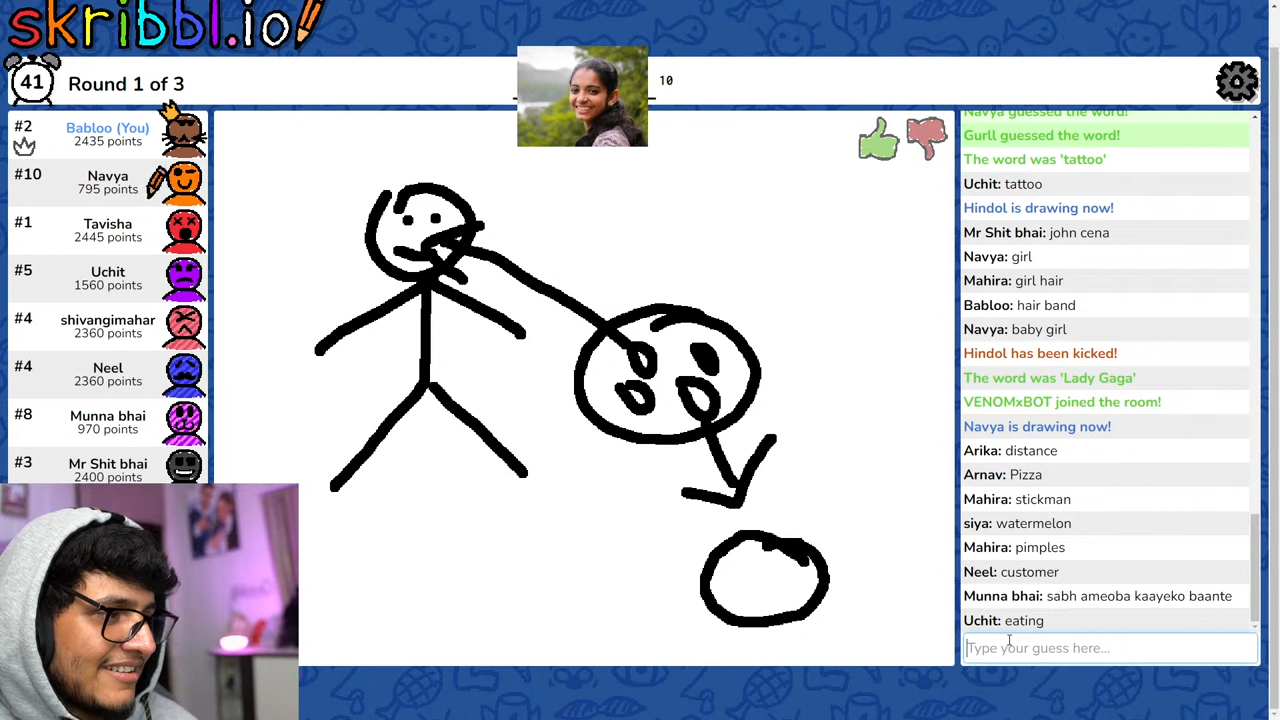 skribbl.io
41
Round 1 of 3
10
#2
Babloo (You)
2435 points
#10
Navya
795 points
#1
Tavisha
2445 points
#5
Uchit
1560 points
#4
shivangimahar
2360 points
#4
Neel
2360 points
#8
Munna bhai
970 points
#3
Mr Shit bhai
2400 points
Navya guessed the word!
Gurll guessed the word!
The word was 'tattoo'
Uchit: tattoo
Hindol is drawing now!
Mr Shit bhai: john cena
Navya: girl
Mahira: girl hair
Babloo: hair band
Navya: baby girl
Hindol has been kicked!
The word was 'Lady Gaga'
VENOMxBOT joined the room!
Navya is drawing now!
Arika: distance
Arnav: Pizza
Mahira: stickman
siya: watermelon
Mahira: pimples
Neel: customer
Munna bhai: sabh ameoba kaayeko baante
Uchit: eating
Type your guess here...